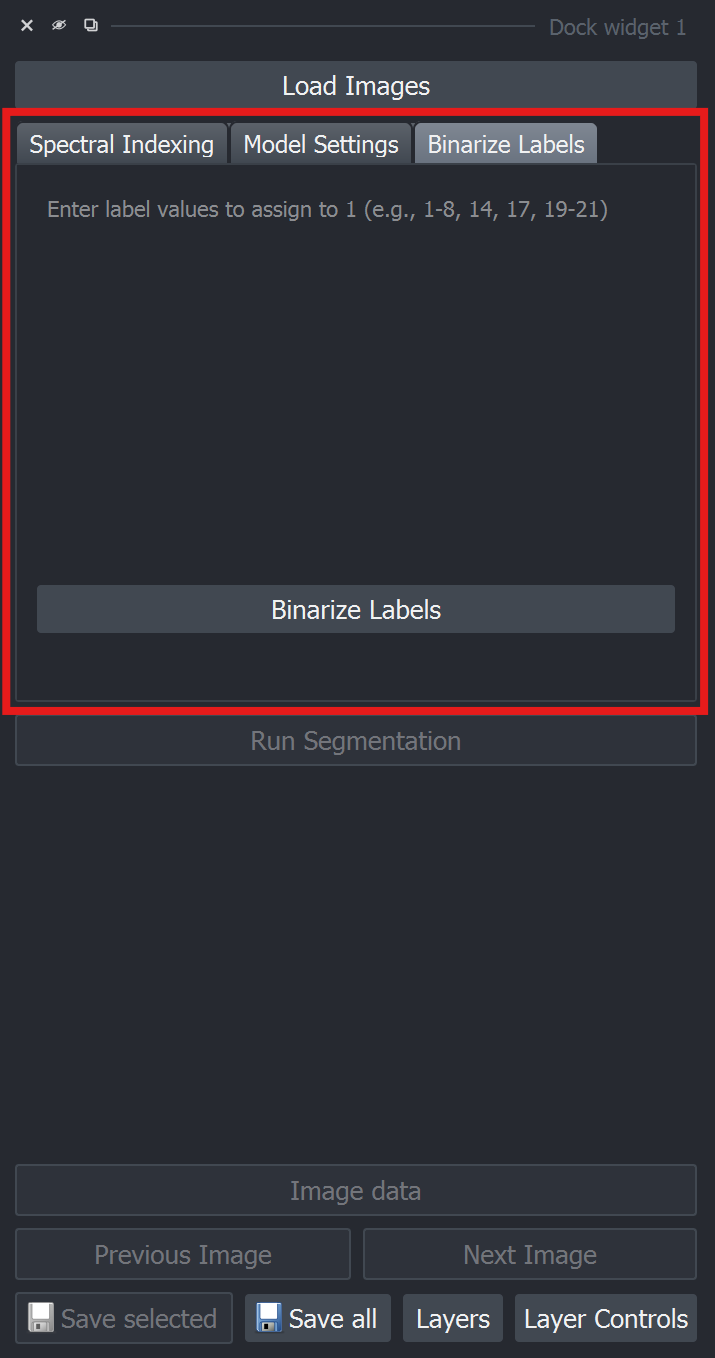 Dock widget 1
Load Images
Spectral Indexing Model Settings Binarize Labels
Enter label values to assign to 1 (e.g., 1-8, 14, 17, 19-21)
Binarize Labels
Run Segmentation
Image data
Previous Image Next Image
Save selected Save all Layers Layer Controls